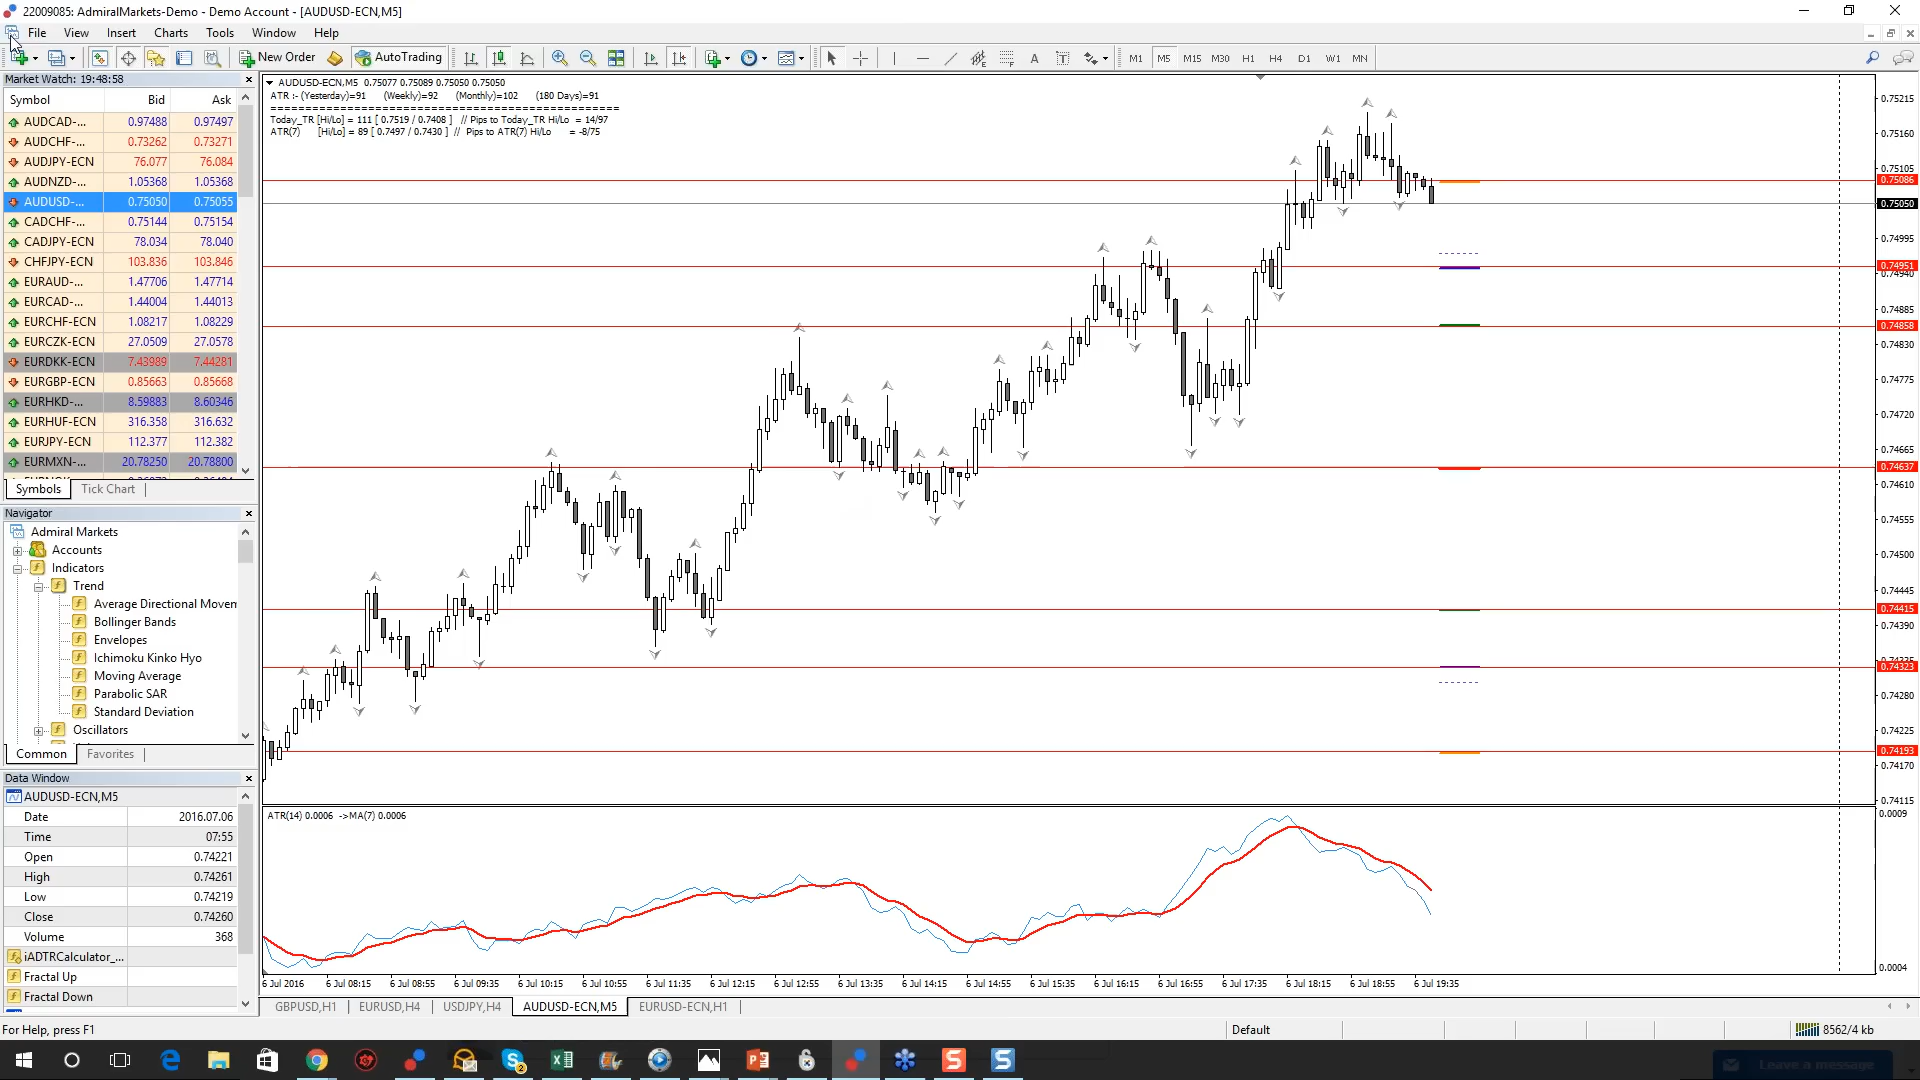 22009085: AdmiralMarkets-Demo - Demo Account - [AUDUSD-ECN,M5]
File View Insert Charts Tools Window Help
New Order AutoTrading A T M1 M5 M15 M30 H1 H4 D1 W1 MN
Market Watch: 19:48:58
Symbol Bid Ask
AUDCAD-... 0.97488 0.97497
AUDCHF-... 0.73262 0.73271
AUDJPY-ECN 76.077 76.084
AUDNZD-... 1.05368 1.05368
AUDUSD-... 0.75050 0.75055
CADCHF-... 0.75144 0.75154
CADJPY-ECN 78.034 78.040
CHFJPY-ECN 103.836 103.846
EURAUD-... 1.47706 1.47714
EURCAD-... 1.44004 1.44013
EURCHF-ECN 1.08217 1.08229
EURCZK-ECN 27.0509 27.0578
EURDKK-ECN 7.43989 7.44281
EURGBP-ECN 0.85663 0.85668
EURHKD-... 8.59883 8.60346
EURHUF-ECN 316.358 316.632
EURJPY-ECN 112.377 112.382
EURMXN-... 20.78250 20.78800
Symbols Tick Chart
Navigator
Admiral Markets
Accounts
Indicators
Trend
Average Directional Movem
Bollinger Bands
Envelopes
Ichimoku Kinko Hyo
Moving Average
Parabolic SAR
Standard Deviation
Oscillators
Common Favorites
Data Window
AUDUSD-ECN,M5
Date 2016.07.06
Time 07:55
Open 0.74221
High 0.74261
Low 0.74219
Close 0.74260
Volume 368
iADTRCalculator_...
Fractal Up
Fractal Down
AUDUSD-ECN,M5 0.75077 0.75089 0.75050 0.75050
ATR :- (Yesterday)=91 (Weekly)=92 (Monthly)=102 (180 Days)=91
==================================================
Today_TR [Hi/Lo] = 111 [ 0.7519 / 0.7408 ] // Pips to Today_TR Hi/Lo = 14/97
ATR(7) [Hi/Lo] = 89 [ 0.7497 / 0.7430 ] // Pips to ATR(7) Hi/Lo = -8/75
0.75215
0.75160
0.75105
0.75086
0.75050
0.74995
0.74951
0.74940
0.74885
0.74858
0.74830
0.74775
0.74720
0.74665
0.74637
0.74610
0.74555
0.74500
0.74445
0.74415
0.74390
0.74323
0.74280
0.74225
0.74193
0.74170
0.74115
ATR(14) 0.0006 ->MA(7) 0.0006
0.0009
0.0004
6 Jul 2016 6 Jul 08:15 6 Jul 08:55 6 Jul 09:35 6 Jul 10:15 6 Jul 10:55 6 Jul 11:35 6 Jul 12:15 6 Jul 12:55 6 Jul 13:35 6 Jul 14:15 6 Jul 14:55 6 Jul 15:35 6 Jul 16:15 6 Jul 16:55 6 Jul 17:35 6 Jul 18:15 6 Jul 18:55 6 Jul 19:35
GBPUSD,H1 EURUSD,H4 USDJPY,H4 AUDUSD-ECN,M5 EURUSD-ECN,H1
For Help, press F1 Default 8562/4 kb
Leave a message